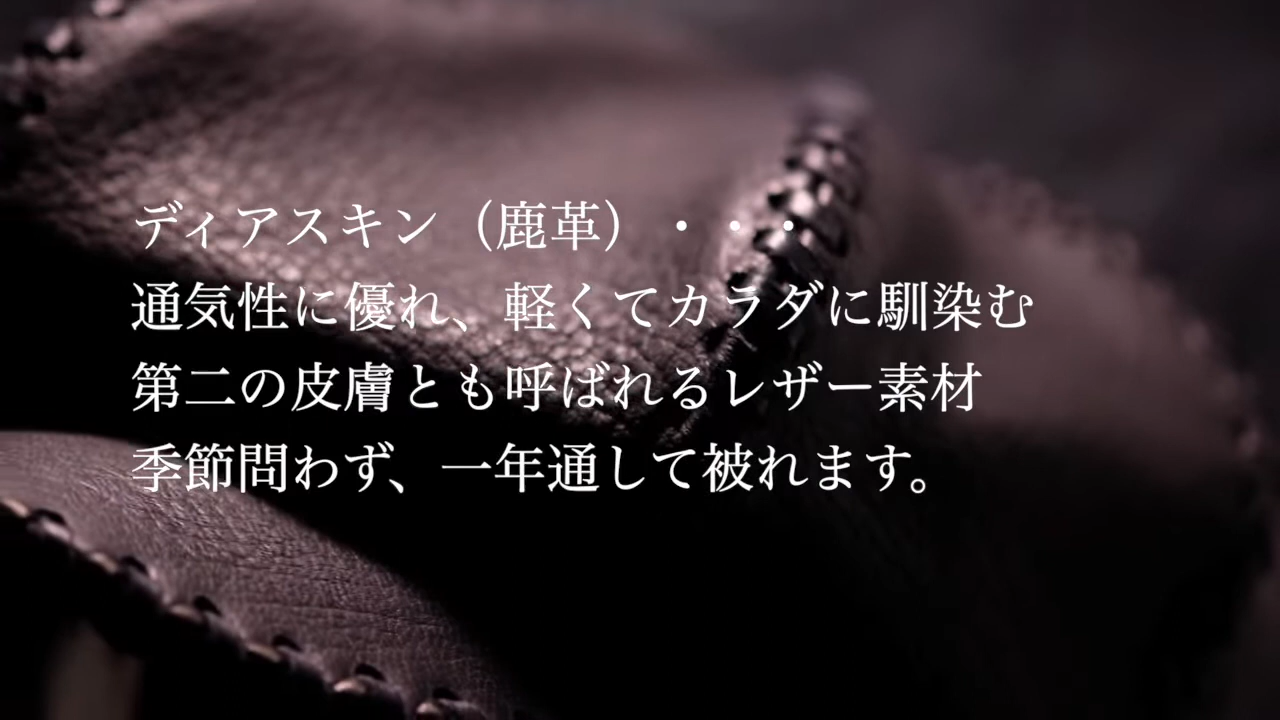 ディアスキン（鹿革）・・・
通気性に優れ、軽くてカラダに馴染む
第二の皮膚とも呼ばれるレザー素材
季節問わず、一年通して被れます。